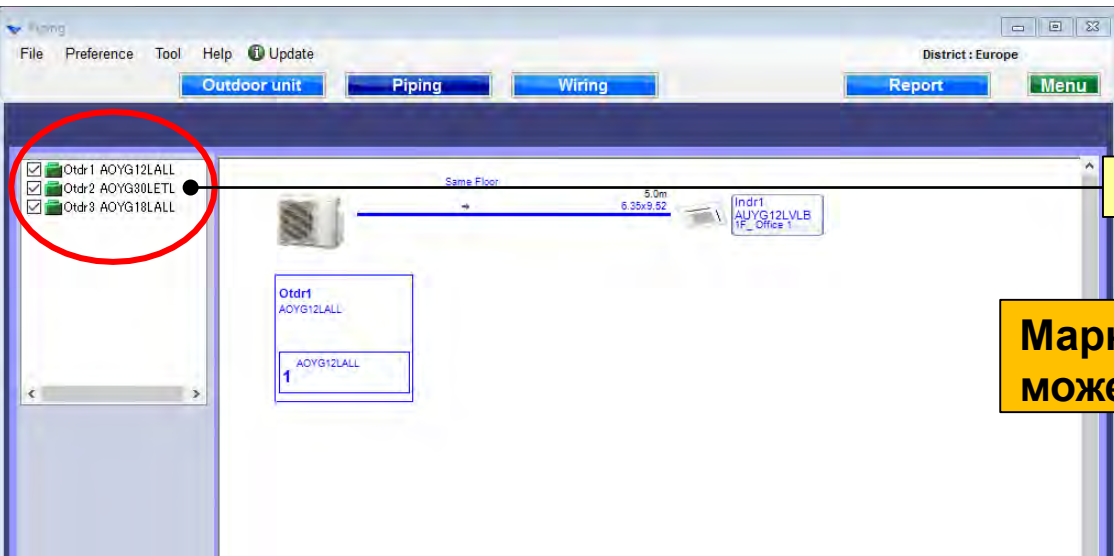 Piping
File Preference Tool Help Update District : Europe
Outdoor unit Piping Wiring Report Menu
Otdr1 AOYG12LALL
Otdr2 AOYG30LETL
Otdr3 AOYG18LALL
Same Floor
5.0m
6.35x9.52
Indr1
AUYG12LVLB
1F_ Office 1
Otdr1
AOYG12LALL
AOYG12LALL
1
може